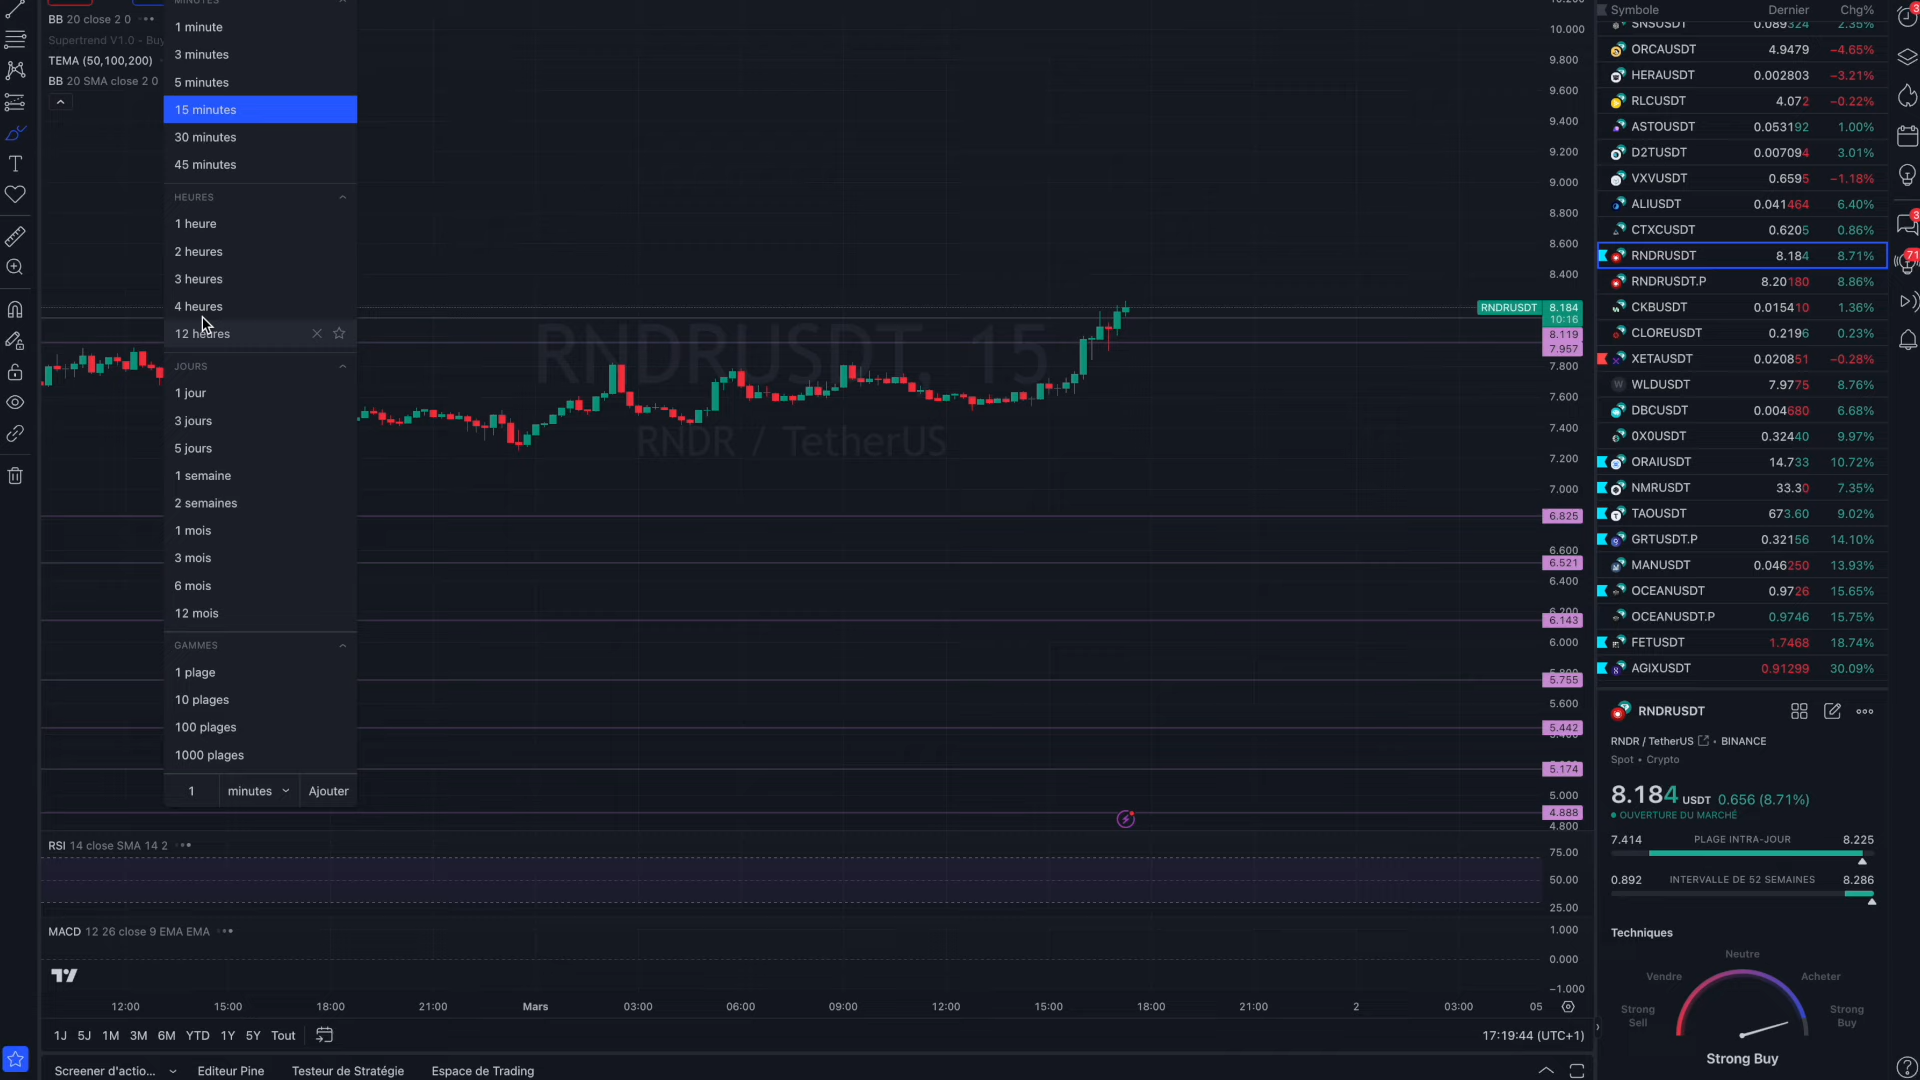 BB 20 close 2 0
Supertrend V1.0 - Buy
TEMA (50,100,200)
BB 20 SMA close 2 0
MINUTES
1 minute
3 minutes
5 minutes
15 minutes
30 minutes
45 minutes
HEURES
1 heure
2 heures
3 heures
4 heures
12 heures
JOURS
1 jour
3 jours
5 jours
1 semaine
2 semaines
1 mois
3 mois
6 mois
12 mois
GAMMES
1 plage
10 plages
100 plages
1000 plages
1 minutes Ajouter
RNDRUSDT, 15
RNDR / TetherUS
10.200
10.000
9.800
9.600
9.400
9.200
9.000
8.800
8.600
8.400
RNDRUSDT 8.184
10:16
8.119
7.957
7.800
7.600
7.400
7.200
7.000
6.825
6.600
6.521
6.400
6.200
6.143
6.000
5.755
5.600
5.442
5.174
5.000
4.888
4.800
RSI 14 close SMA 14 2
75.00
50.00
25.00
MACD 12 26 close 9 EMA EMA
1.000
0.000
−1.000
12:00 15:00 18:00 21:00 Mars 03:00 06:00 09:00 12:00 15:00 18:00 21:00 2 03:00 05
1J 5J 1M 3M 6M YTD 1Y 5Y Tout
17:19:44 (UTC+1)
Screener d'actio... Editeur Pine Testeur de Stratégie Espace de Trading
Symbole Dernier Chg%
SNSUSDT 0.089324 2.35%
ORCAUSDT 4.9479 −4.65%
HERAUSDT 0.002803 −3.21%
RLCUSDT 4.072 −0.22%
ASTOUSDT 0.053192 1.00%
D2TUSDT 0.007094 3.01%
VXVUSDT 0.6595 −1.18%
ALIUSDT 0.041464 6.40%
CTXCUSDT 0.6205 0.86%
RNDRUSDT 8.184 8.71%
RNDRUSDT.P 8.20180 8.86%
CKBUSDT 0.015410 1.36%
CLOREUSDT 0.2196 0.23%
XETAUSDT 0.020851 −0.28%
WLDUSDT 7.9775 8.76%
DBCUSDT 0.004680 6.68%
0X0USDT 0.32440 9.97%
ORAIUSDT 14.733 10.72%
NMRUSDT 33.30 7.35%
TAOUSDT 673.60 9.02%
GRTUSDT.P 0.32156 14.10%
MANUSDT 0.046250 13.93%
OCEANUSDT 0.9726 15.65%
OCEANUSDT.P 0.9746 15.75%
FETUSDT 1.7468 18.74%
AGIXUSDT 0.91299 30.09%
RNDRUSDT
RNDR / TetherUS • BINANCE
Spot • Crypto
8.184 USDT 0.656 (8.71%)
OUVERTURE DU MARCHÉ
7.414 PLAGE INTRA-JOUR 8.225
0.892 INTERVALLE DE 52 SEMAINES 8.286
Techniques
Neutre
Vendre Acheter
Strong Sell
Strong Buy
Strong Buy
3
3
71